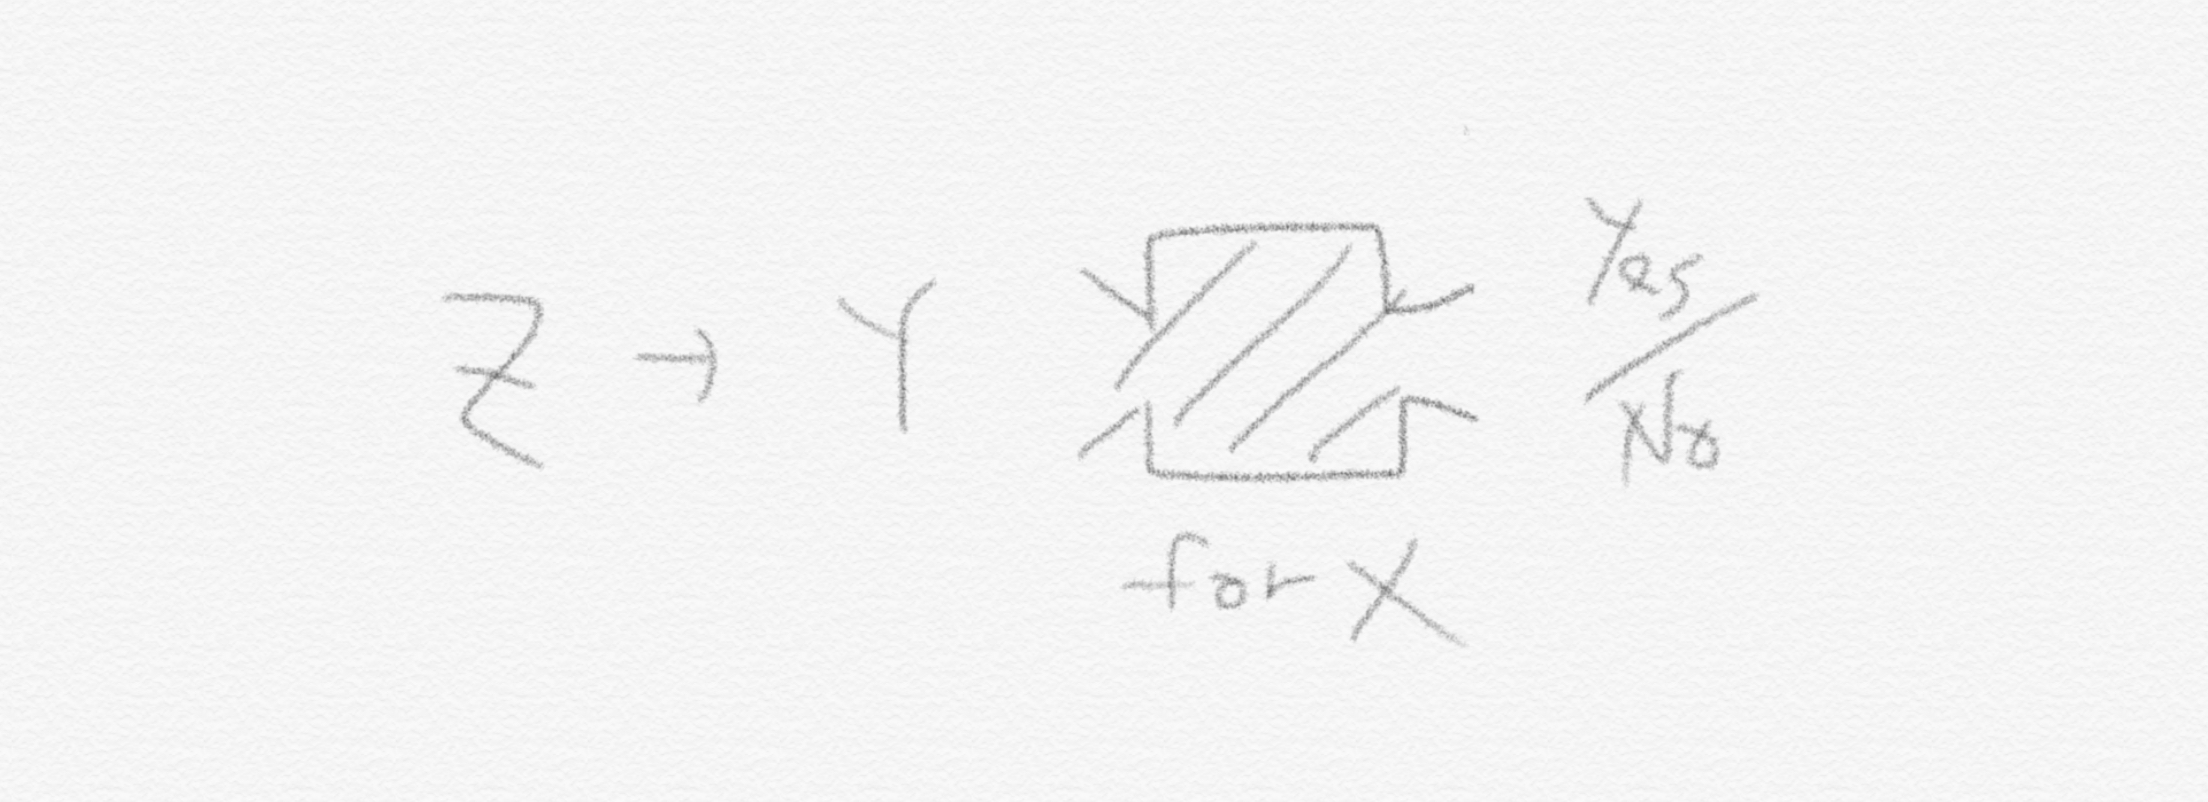 Z → Y
Yes
No
for X